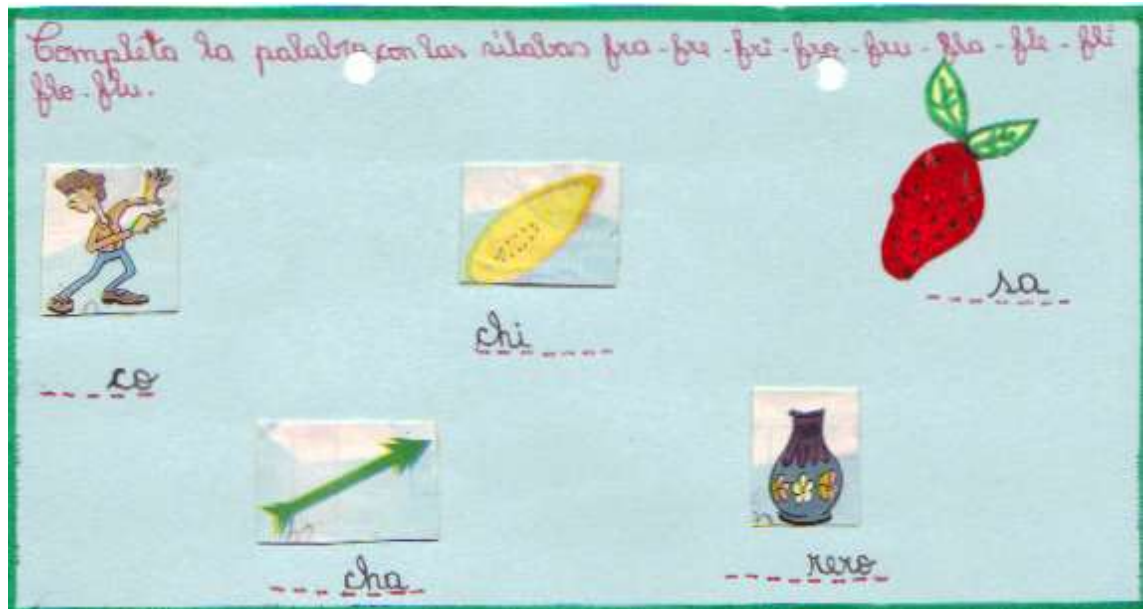 Completa la palabra con las silabas fra-fre-fri-fro-fru-fla-fle-fli
flo-flu.
sa
chi
co
cha
rero